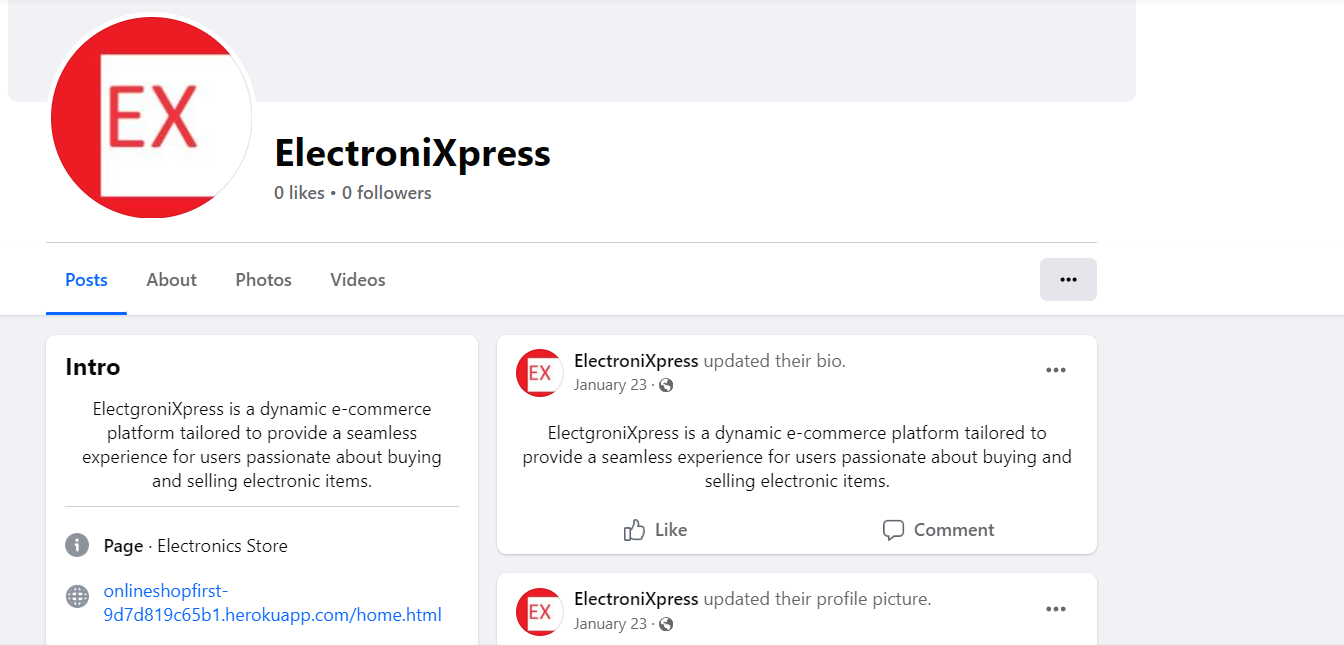 EX
ElectroniXpress
0 likes • 0 followers
Posts
About
Photos
Videos
Intro
ElectgroniXpress is a dynamic e-commerce
platform tailored to provide a seamless
experience for users passionate about buying
and selling electronic items.
Page · Electronics Store
onlineshopfirst-
9d7d819c65b1.herokuapp.com/home.html
EX
ElectroniXpress updated their bio.
January 23 ·
ElectgroniXpress is a dynamic e-commerce platform tailored to
provide a seamless experience for users passionate about buying and
selling electronic items.
Like
Comment
EX
ElectroniXpress updated their profile picture.
January 23 ·